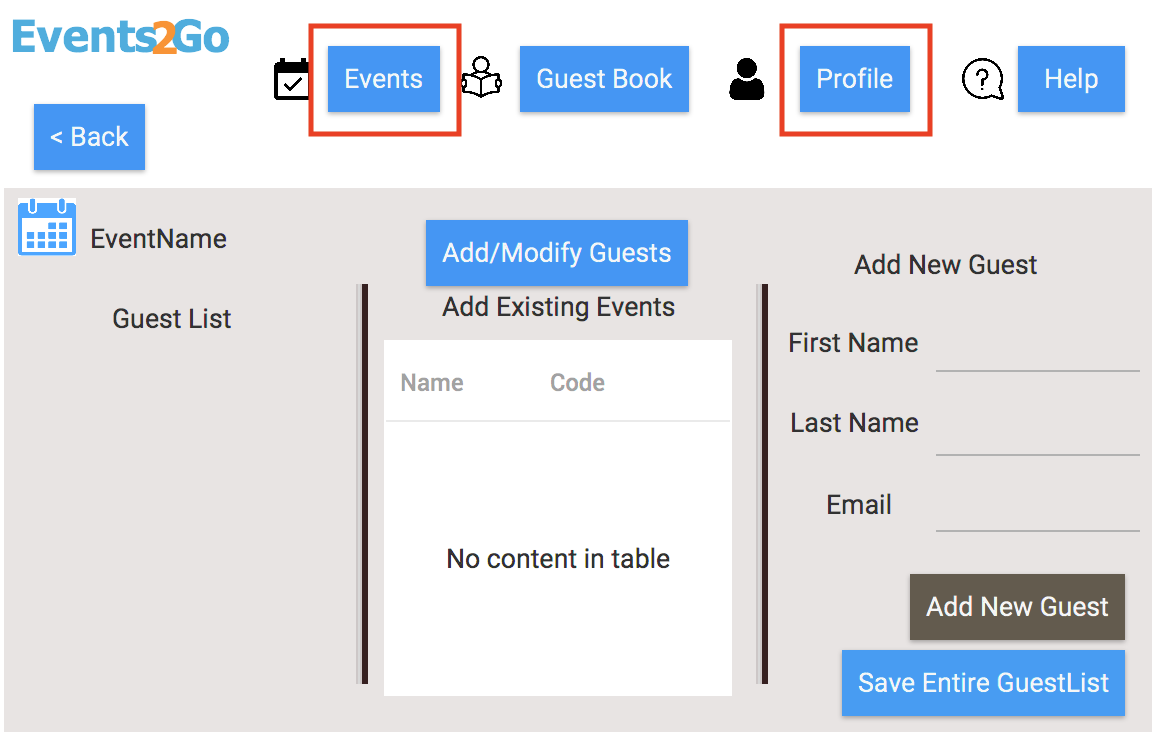 Events2Go
Events
Guest Book
Profile
?
Help
< Back
EventName
Add/Modify Guests
Add New Guest
Guest List
Add Existing Events
First Name
Name Code
Last Name
Email
No content in table
Add New Guest
Save Entire GuestList